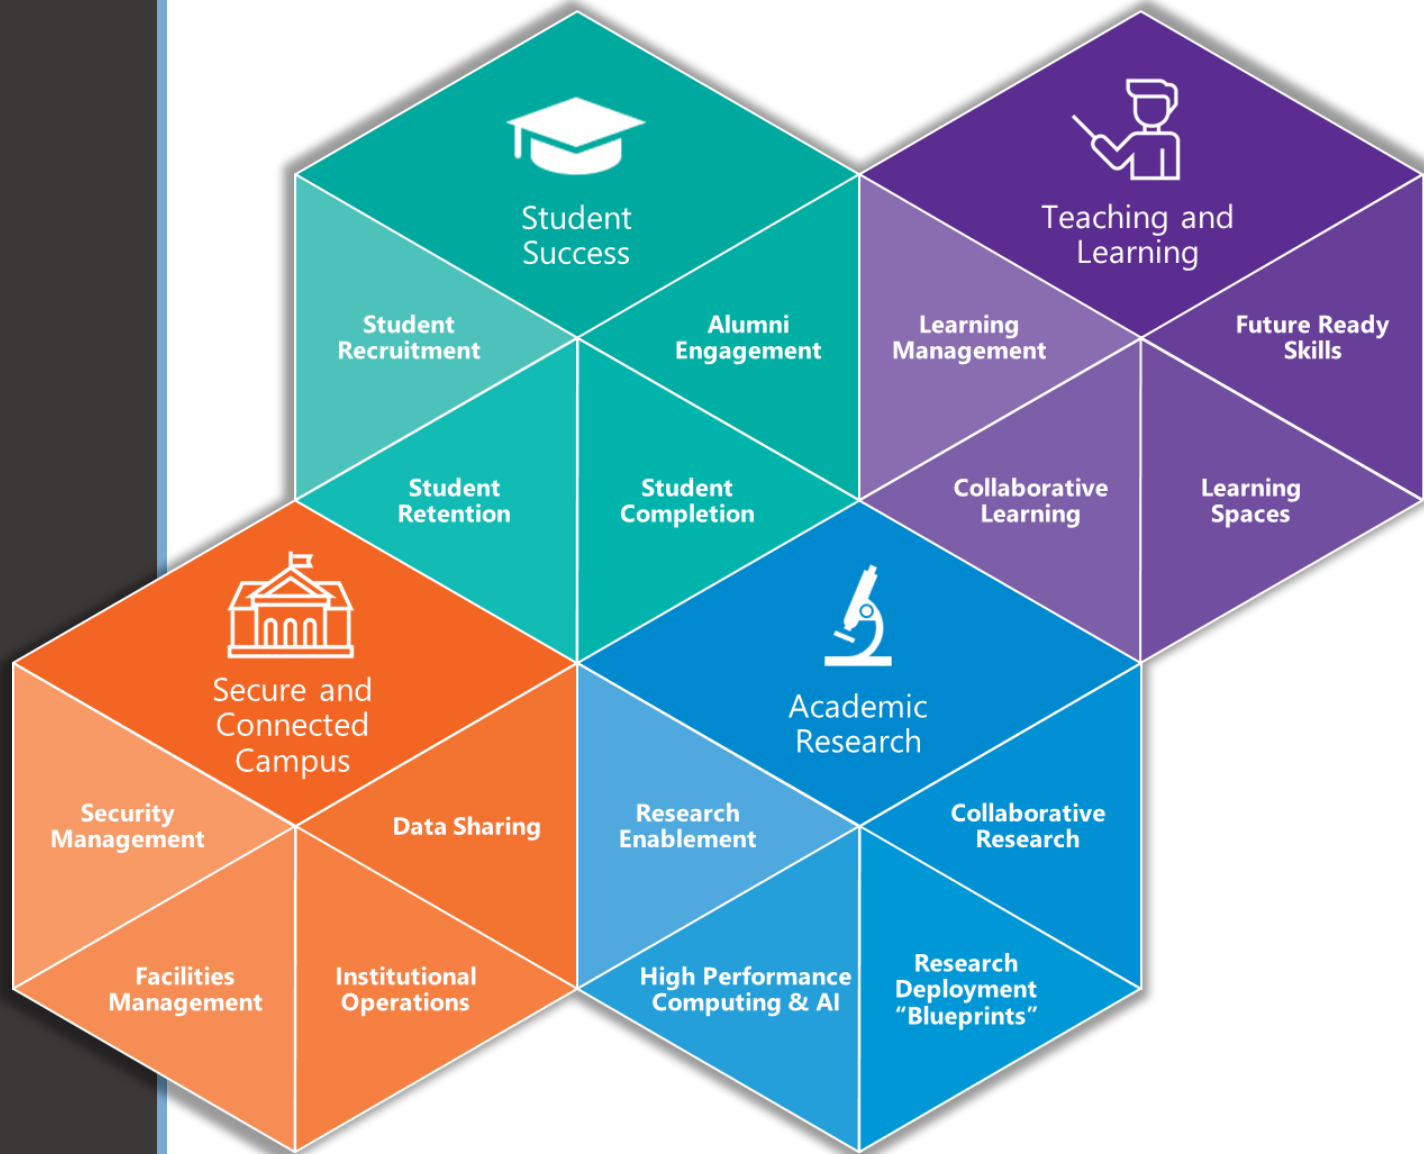 Student
Success
Student
Recruitment
Alumni
Engagement
Student
Retention
Student
Completion
Teaching and
Learning
Learning
Management
Future Ready
Skills
Collaborative
Learning
Learning
Spaces
Secure and
Connected
Campus
Security
Management
Data Sharing
Facilities
Management
Institutional
Operations
Academic
Research
Research
Enablement
Collaborative
Research
High Performance
Computing & AI
Research
Deployment
“Blueprints”